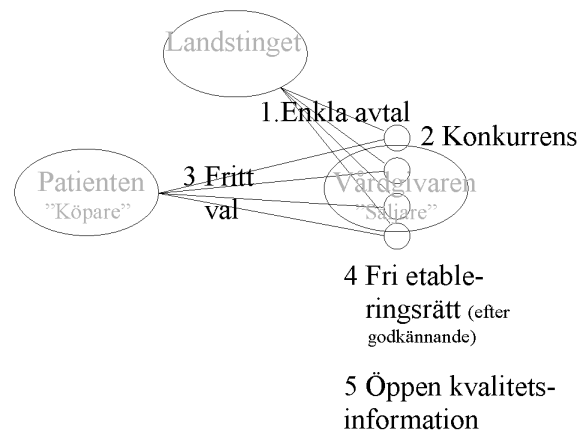 Landstinget
1.Enkla avtal
2 Konkurrens
Patienten
”Köpare”
3 Fritt
val
Vårdgivaren
”Säljare”
4 Fri etable-
ringsrätt (efter
godkännande)
5 Öppen kvalitets-
information